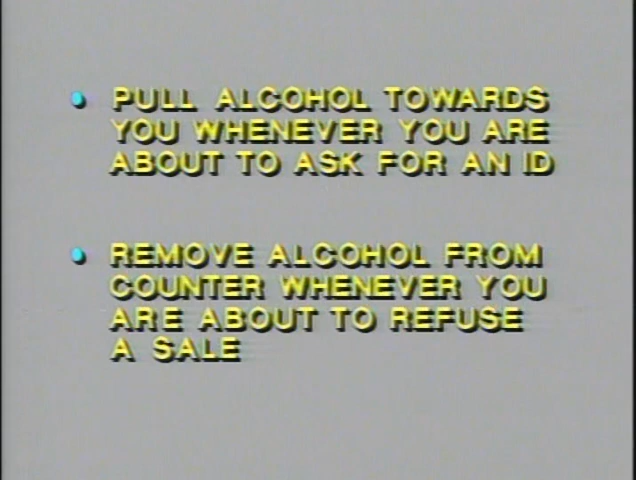 • PULL ALCOHOL TOWARDS
YOU WHENEVER YOU ARE
ABOUT TO ASK FOR AN ID
• REMOVE ALCOHOL FROM
COUNTER WHENEVER YOU
ARE ABOUT TO REFUSE
A SALE